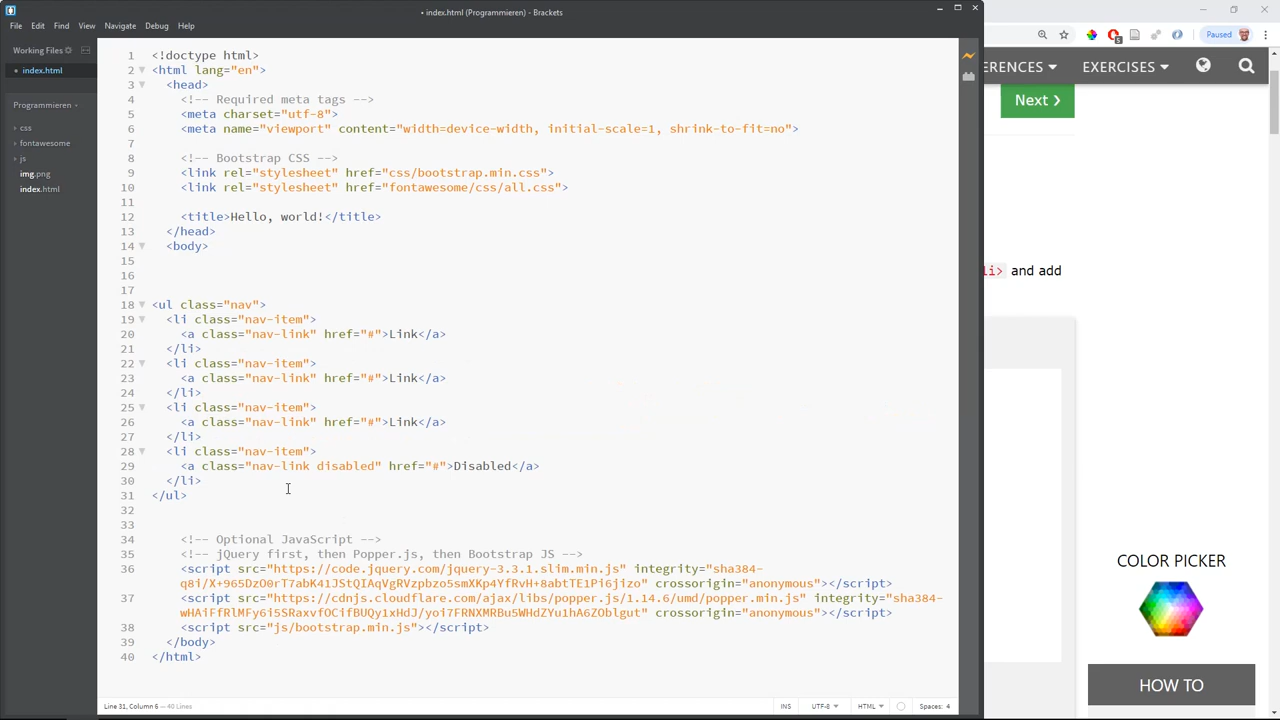 • index.html (Programmieren) - Brackets
File Edit Find View Navigate Debug Help
Working Files
• index.html
Programmieren
css
fontawesome
js
img.png
index.html
1 <!doctype html>
2 <html lang="en">
3 <head>
4 <!-- Required meta tags -->
5 <meta charset="utf-8">
6 <meta name="viewport" content="width=device-width, initial-scale=1, shrink-to-fit=no">
7
8 <!-- Bootstrap CSS -->
9 <link rel="stylesheet" href="css/bootstrap.min.css">
10 <link rel="stylesheet" href="fontawesome/css/all.css">
11
12 <title>Hello, world!</title>
13 </head>
14 <body>
15
16
17
18 <ul class="nav">
19 <li class="nav-item">
20 <a class="nav-link" href="#">Link</a>
21 </li>
22 <li class="nav-item">
23 <a class="nav-link" href="#">Link</a>
24 </li>
25 <li class="nav-item">
26 <a class="nav-link" href="#">Link</a>
27 </li>
28 <li class="nav-item">
29 <a class="nav-link disabled" href="#">Disabled</a>
30 </li>
31 </ul>
32
33
34 <!-- Optional JavaScript -->
35 <!-- jQuery first, then Popper.js, then Bootstrap JS -->
36 <script src="https://code.jquery.com/jquery-3.3.1.slim.min.js" integrity="sha384-
q8i/X+965DzO0rT7abK41JStQIAqVgRVzpbzo5smXKp4YfRvH+8abtTE1Pi6jizo" crossorigin="anonymous"></script>
37 <script src="https://cdnjs.cloudflare.com/ajax/libs/popper.js/1.14.6/umd/popper.min.js" integrity="sha384-
wHAiFfRlMFy6i5SRaxvfOCifBUQy1xHdJ/yoi7FRNXMRBu5WHdZYu1hA6ZOblgut" crossorigin="anonymous"></script>
38 <script src="js/bootstrap.min.js"></script>
39 </body>
40 </html>
Line 31, Column 6 — 40 Lines
INS UTF-8 HTML Spaces: 4
5
Paused
ERENCES EXERCISES
Next ❯
li> and add
COLOR PICKER
HOW TO